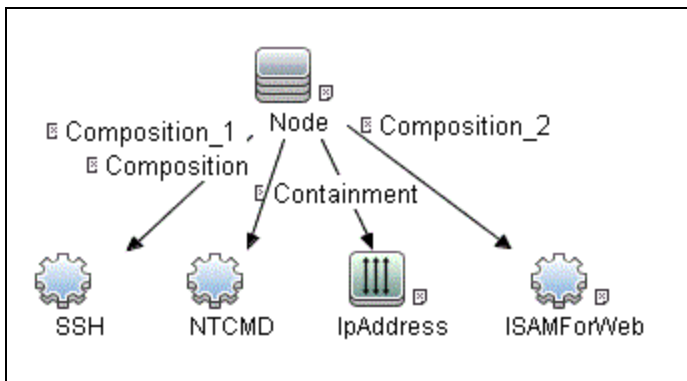 Node
Composition_1
Composition_2
Composition
Containment
SSH
NTCMD
IpAddress
ISAMForWeb